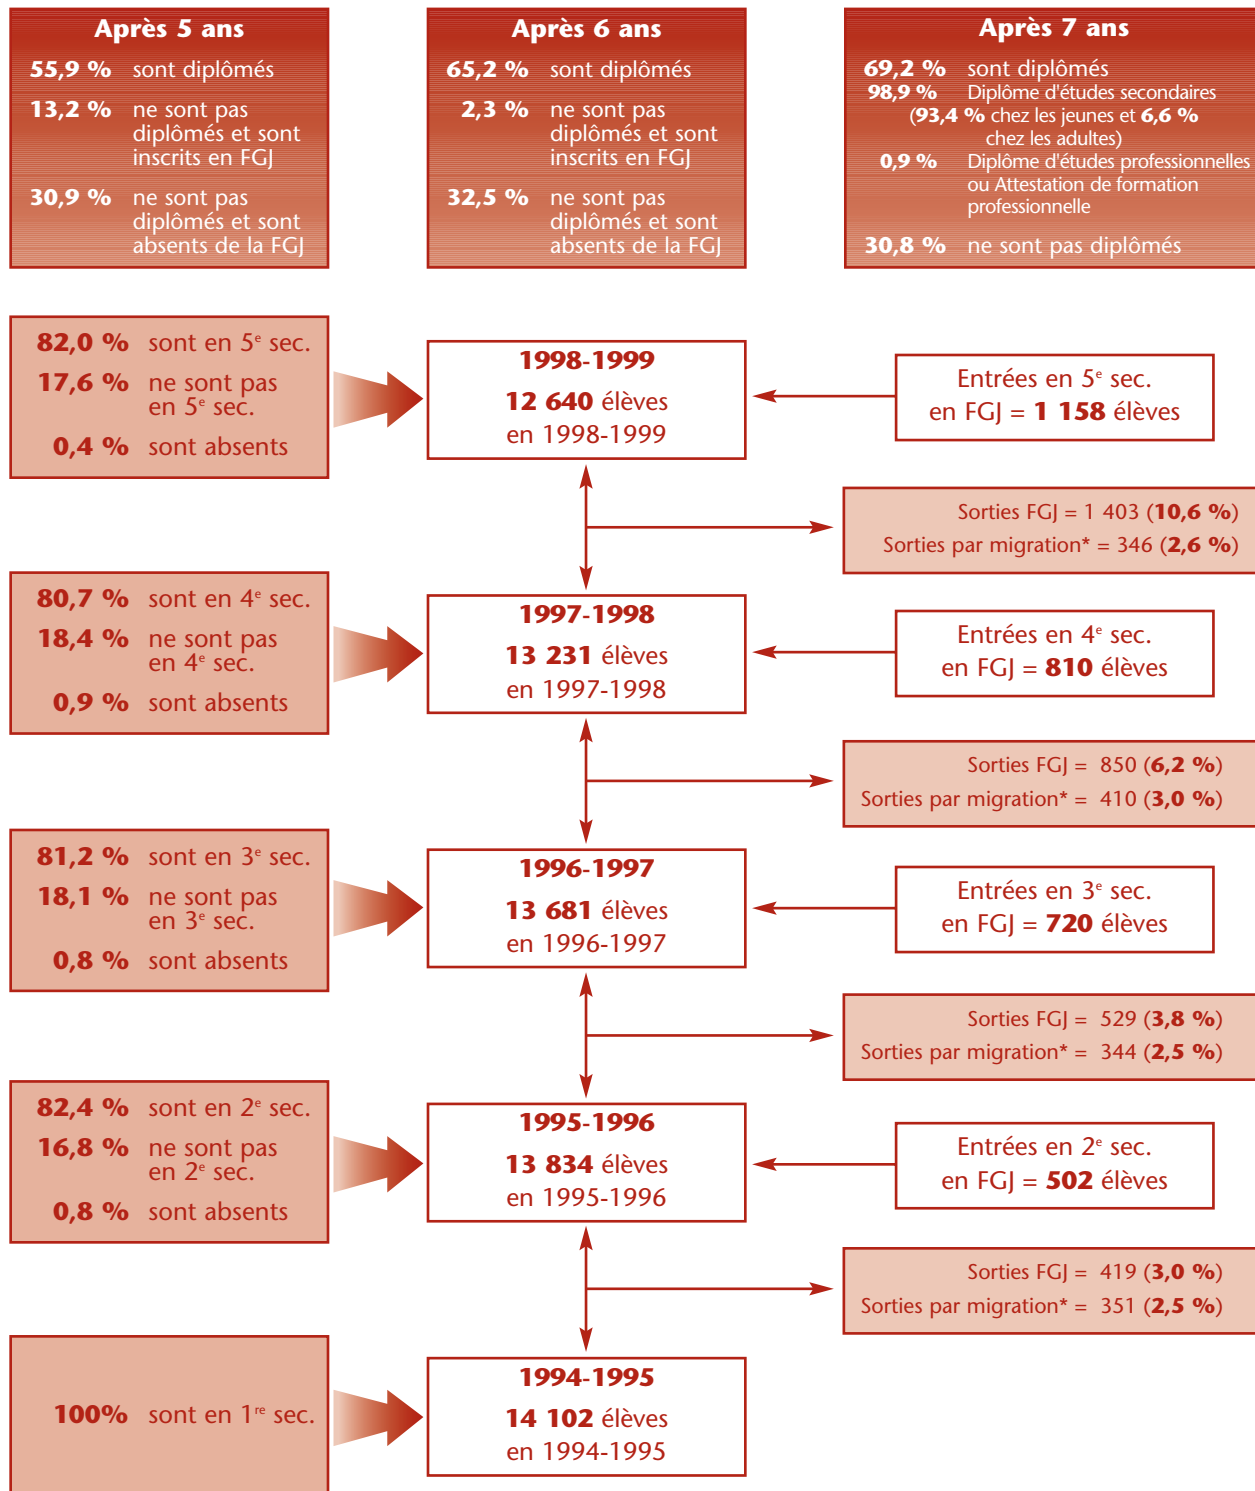 Après 5 ans
55,9 % sont diplômés
13,2 % ne sont pas
diplômés et sont
inscrits en FGJ
30,9 % ne sont pas
diplômés et sont
absents de la FGJ
Après 6 ans
65,2 % sont diplômés
2,3 % ne sont pas
diplômés et sont
inscrits en FGJ
32,5 % ne sont pas
diplômés et sont
absents de la FGJ
Après 7 ans
69,2 % sont diplômés
98,9 % Diplôme d'études secondaires
(93,4 % chez les jeunes et 6,6 %
chez les adultes)
0,9 % Diplôme d'études professionnelles
ou Attestation de formation
professionnelle
30,8 % ne sont pas diplômés
82,0 % sont en 5e sec.
17,6 % ne sont pas
en 5e sec.
0,4 % sont absents
1998-1999
12 640 élèves
en 1998-1999
Entrées en 5e sec.
en FGJ = 1 158 élèves
Sorties FGJ = 1 403 (10,6 %)
Sorties par migration* = 346 (2,6 %)
80,7 % sont en 4e sec.
18,4 % ne sont pas
en 4e sec.
0,9 % sont absents
1997-1998
13 231 élèves
en 1997-1998
Entrées en 4e sec.
en FGJ = 810 élèves
Sorties FGJ = 850 (6,2 %)
Sorties par migration* = 410 (3,0 %)
81,2 % sont en 3e sec.
18,1 % ne sont pas
en 3e sec.
0,8 % sont absents
1996-1997
13 681 élèves
en 1996-1997
Entrées en 3e sec.
en FGJ = 720 élèves
Sorties FGJ = 529 (3,8 %)
Sorties par migration* = 344 (2,5 %)
82,4 % sont en 2e sec.
16,8 % ne sont pas
en 2e sec.
0,8 % sont absents
1995-1996
13 834 élèves
en 1995-1996
Entrées en 2e sec.
en FGJ = 502 élèves
Sorties FGJ = 419 (3,0 %)
Sorties par migration* = 351 (2,5 %)
100% sont en 1re sec.
1994-1995
14 102 élèves
en 1994-1995